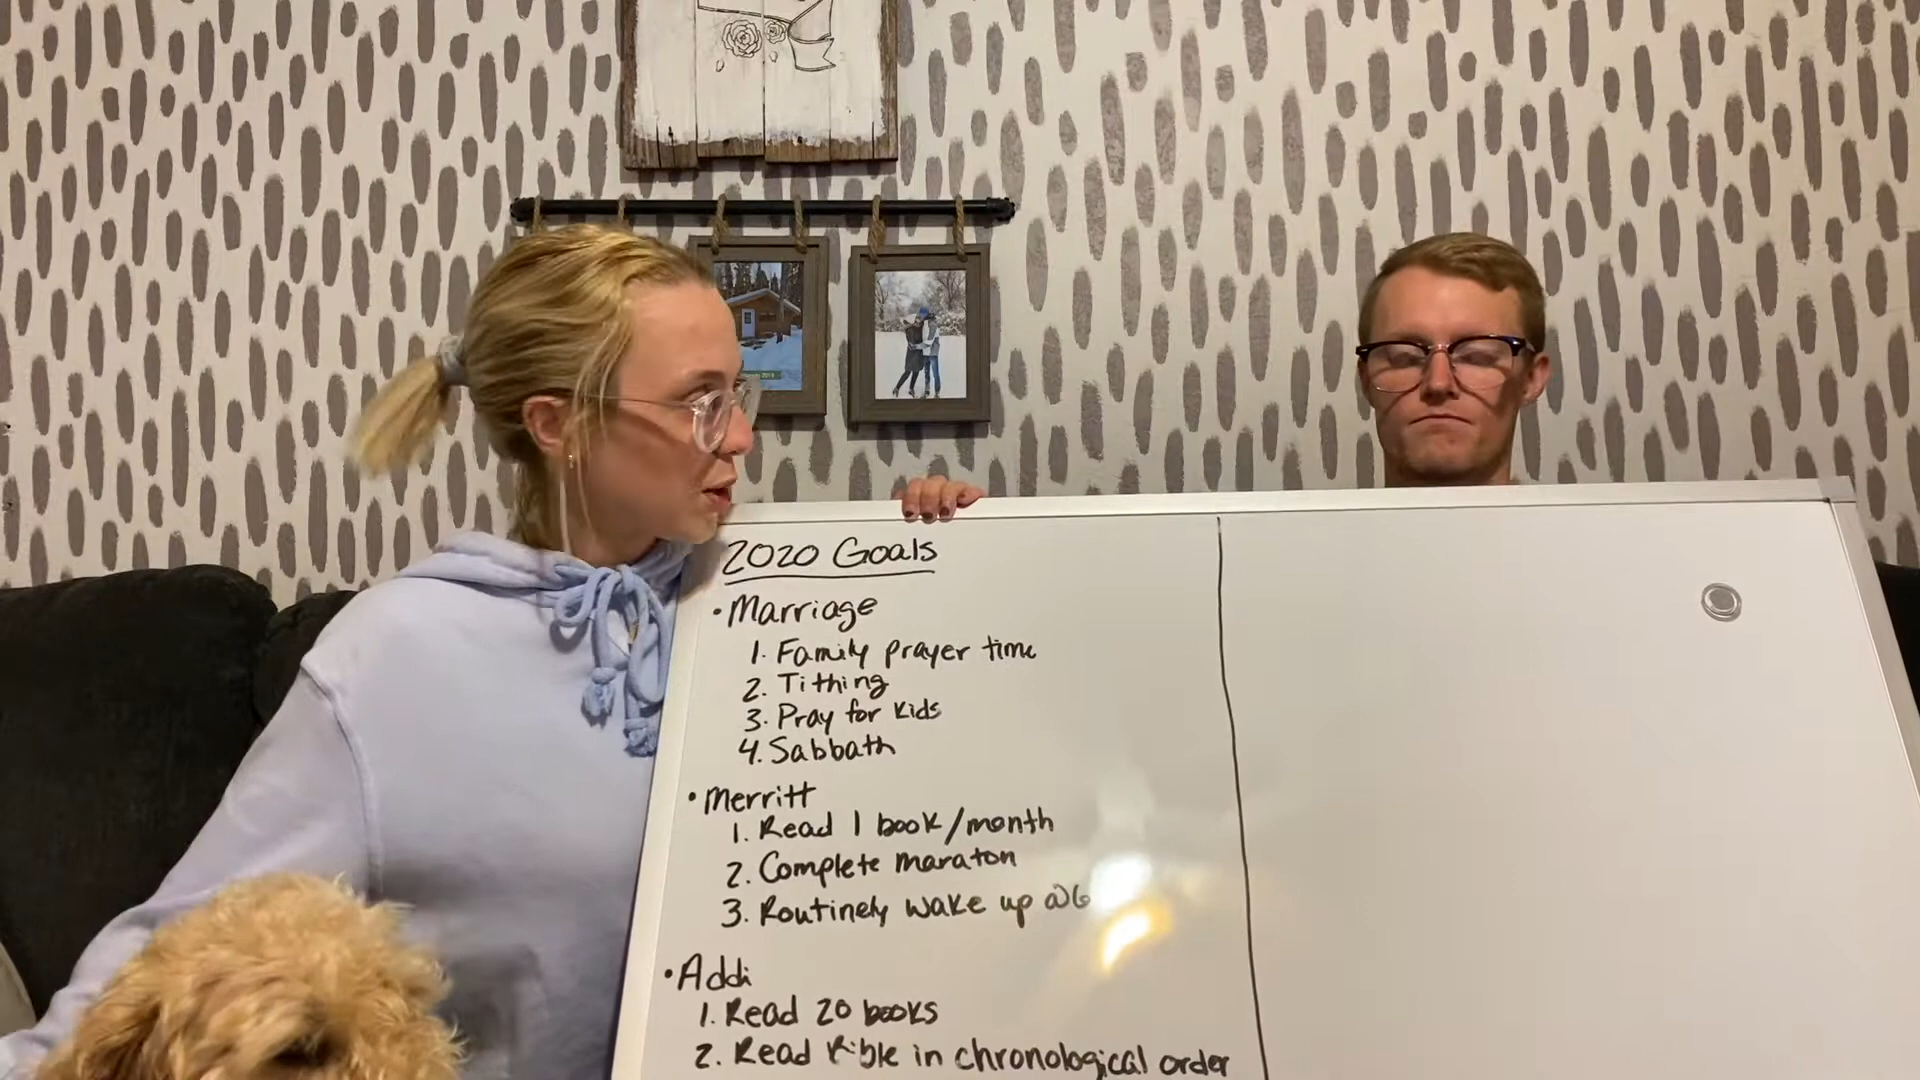 2020 Goals
• Marriage
1. Family prayer time
2. Tithing
3. Pray for Kids
4. Sabbath
• Merritt
1. Read 1 book/month
2. Complete maraton
3. Routinely wake up @6
• Addi
1. Read 20 books
2. Read Bible in chronological order